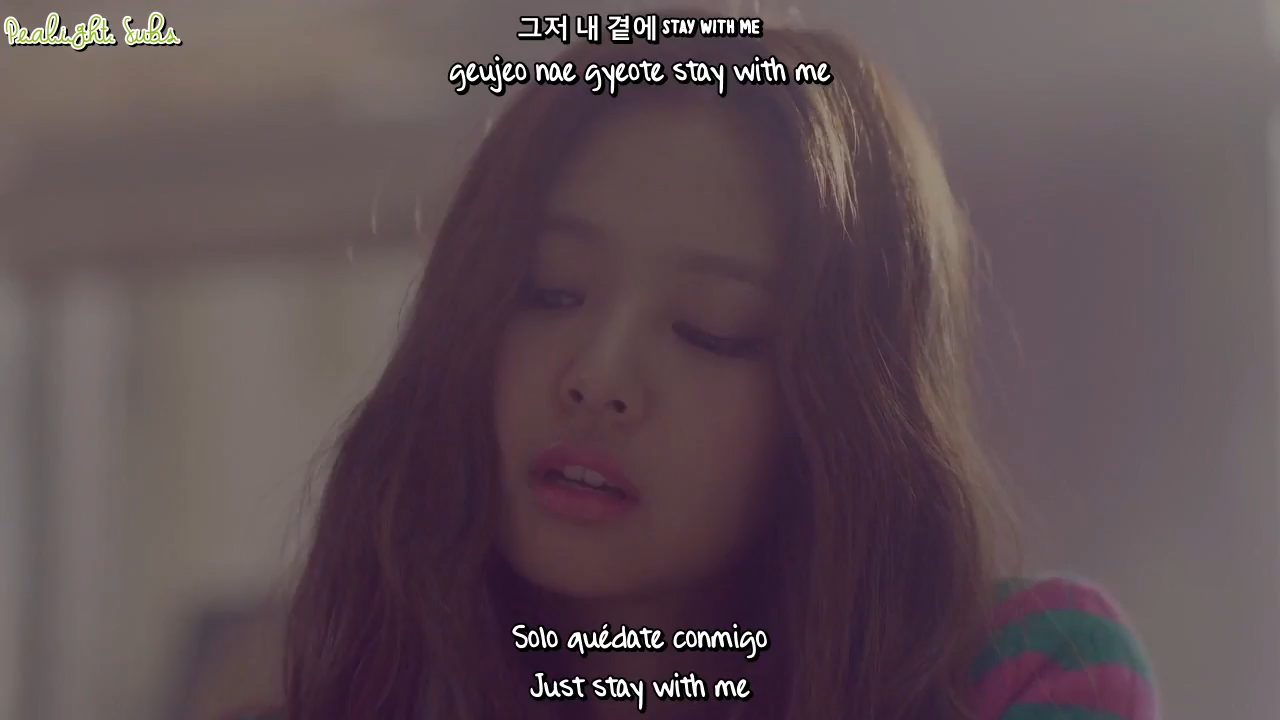 Pealight Subs
그저 내 곁에 STAY WITH ME
geujeo nae gyeote stay with me
Solo quédate conmigo
Just stay with me